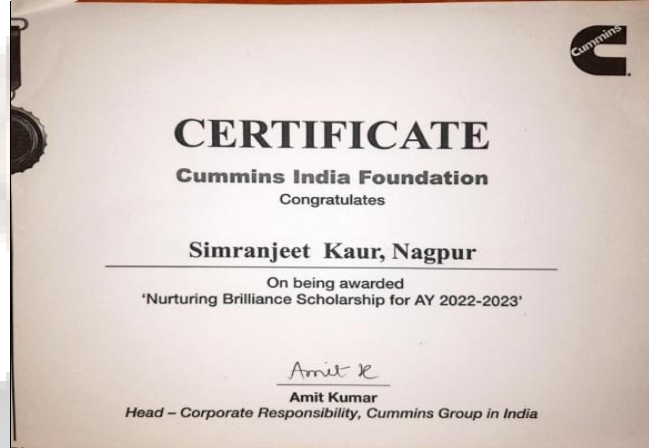 Cummins
CERTIFICATE
Cummins India Foundation
Congratulates
Simranjeet Kaur, Nagpur
On being awarded
'Nurturing Brilliance Scholarship for AY 2022-2023'
Amit K
Amit Kumar
Head – Corporate Responsibility, Cummins Group in India